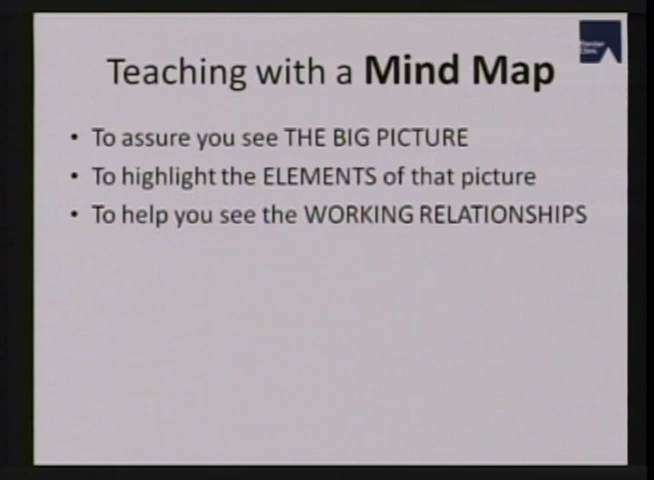 Teaching with a Mind Map
• To assure you see THE BIG PICTURE
• To highlight the ELEMENTS of that picture
• To help you see the WORKING RELATIONSHIPS